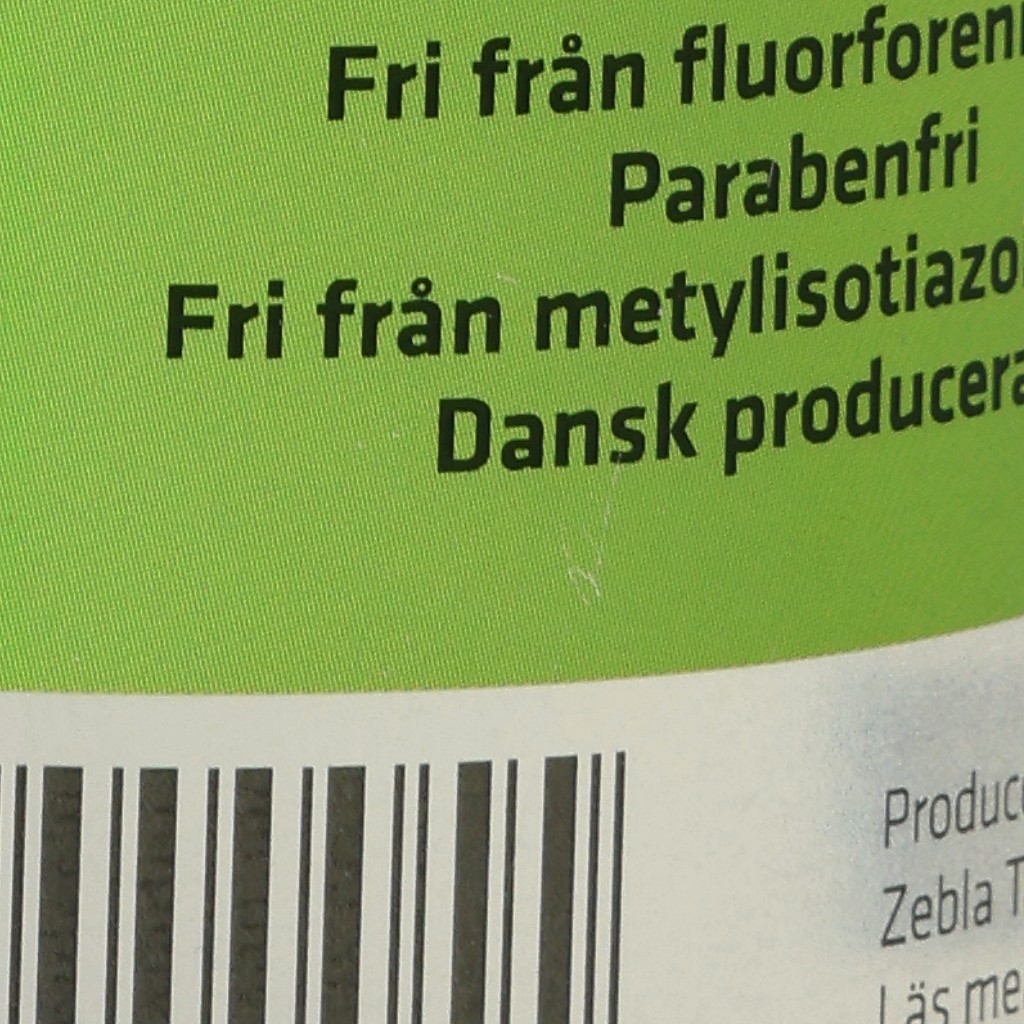 Fri från fluorforen
Parabenfri
Fri från metylisotiazo
Dansk producera
Produc
Zebla T
Läs me